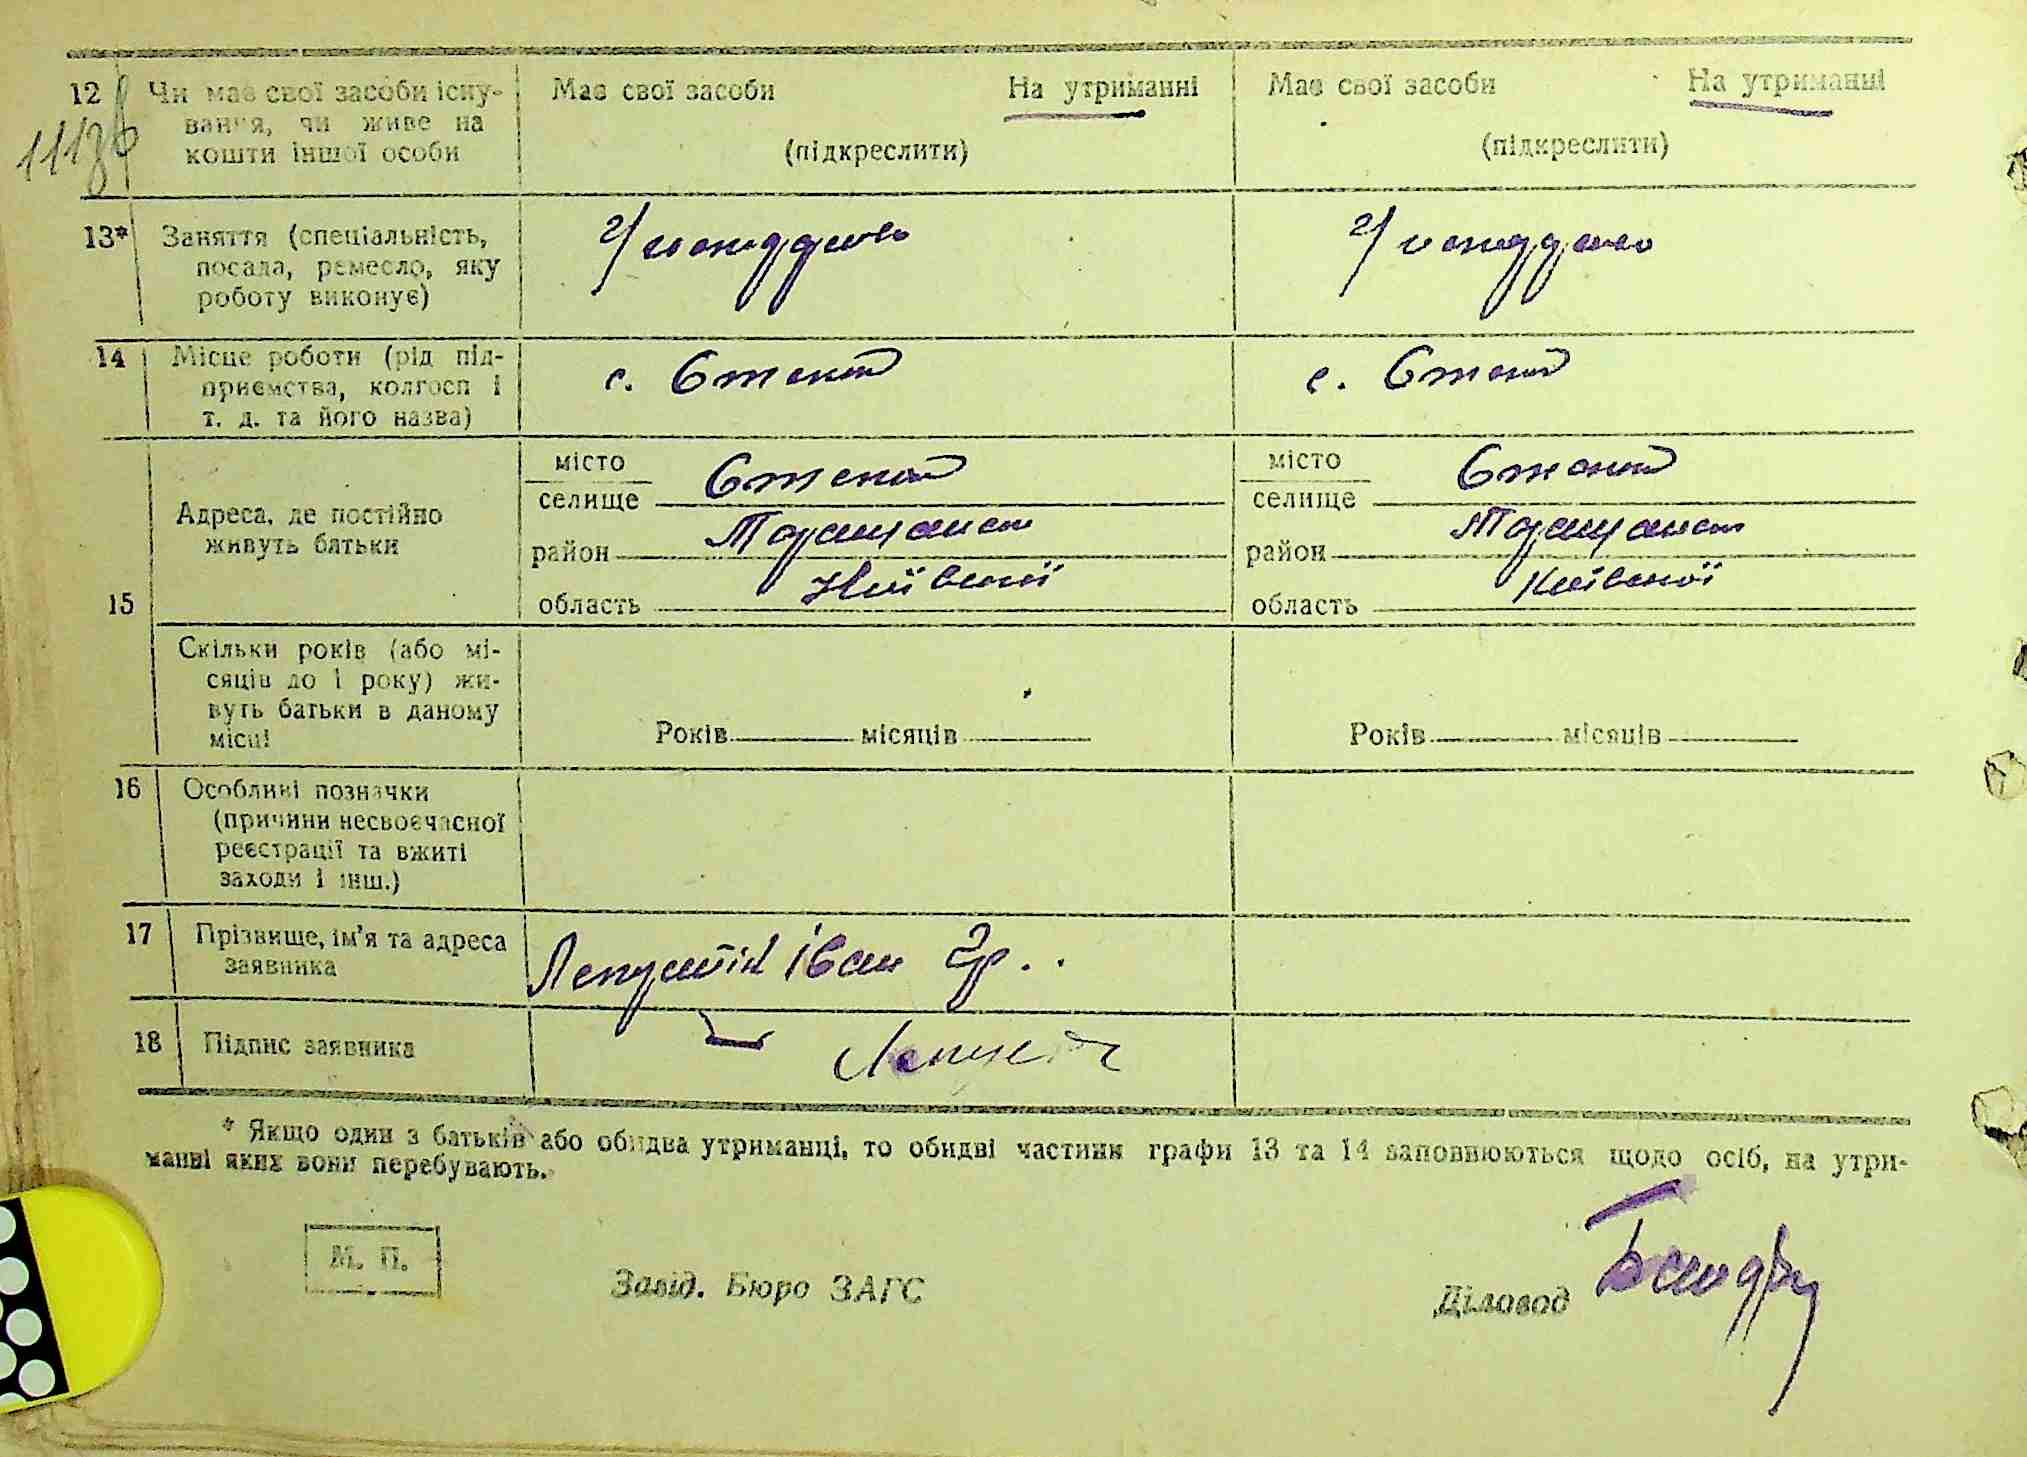 12 Чи має свої засоби існу-
вання, чи живе на
кошти іншої особи
Має свої засоби На утриманні
(підкреслити)
Має свої засоби На утриманні
(підкреслити)
13* Заняття (спеціальність,
посада, ремесло, яку
роботу виконує)
14 Місце роботи (рід під-
приємства, колгосп і
т. д. та його назва)
с.
с.
15
Адреса, де постійно
живуть батьки
місто
селище
район
область Київської
місто
селище
район
область Київської
Скільки років (або мі-
сяців до 1 року) жи-
вуть батьки в даному
місці
Років місяців
Років місяців
16 Особливі позначки
(причини несвоєчасної
реєстрації та вжиті
заходи і інш.)
17 Прізвище, ім'я та адреса
заявника
Іван Гр.
18 Підпис заявника
* Якщо один з батьків або обидва утриманці, то обидві частини графи 13 та 14 заповнюються щодо осіб, на утри-
манні яких вони перебувають.
М. П.
Завід. Бюро ЗАГС
Діловод